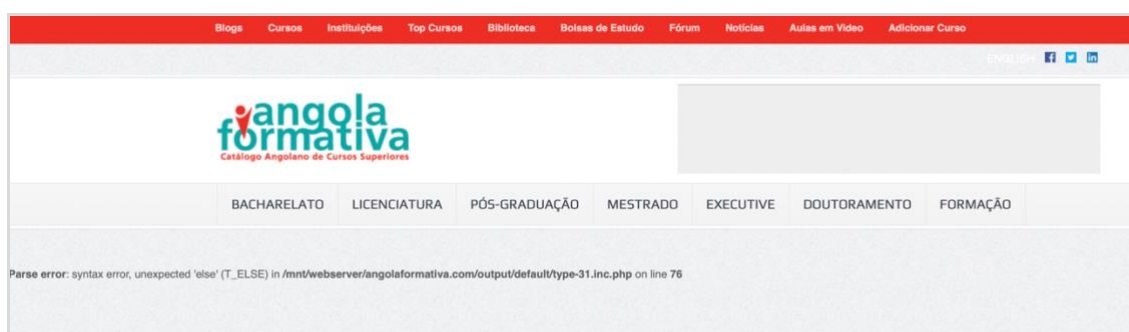 Blogs Cursos Instituições Top Cursos Biblioteca Bolsas de Estudo Fórum Notícias Aulas em Video Adicionar Curso
ENGLISH
angola
formativa
Catálogo Angolano de Cursos Superiores
BACHARELATO LICENCIATURA PÓS-GRADUAÇÃO MESTRADO EXECUTIVE DOUTORAMENTO FORMAÇÃO
Parse error: syntax error, unexpected 'else' (T_ELSE) in /mnt/webserver/angolaformativa.com/output/default/type-31.inc.php on line 76